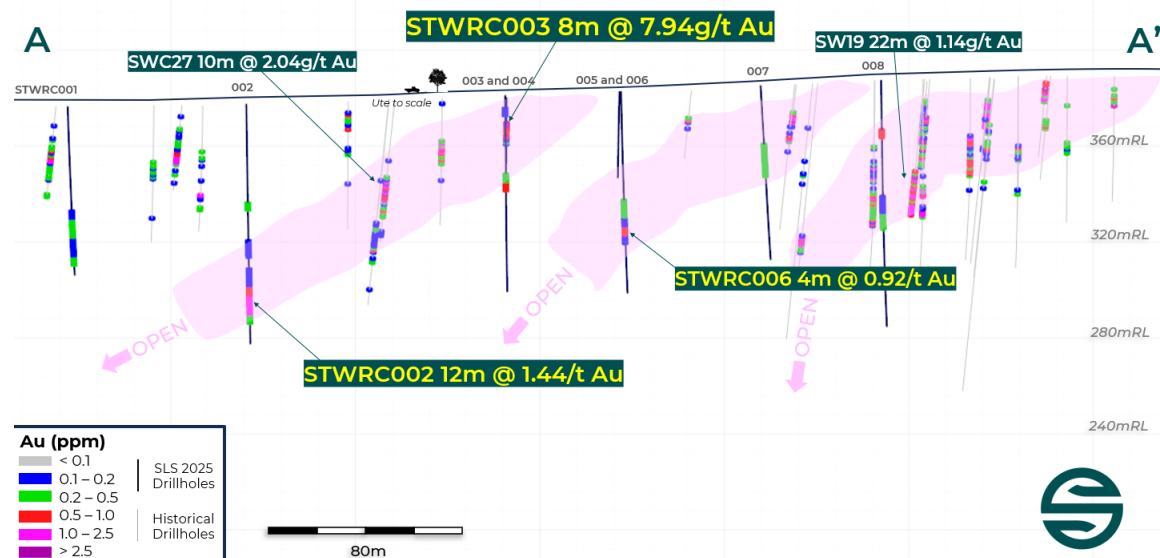 A
A'
STWRC003 8m @ 7.94g/t Au
SWC27 10m @ 2.04g/t Au
SW19 22m @ 1.14g/t Au
STWRC001
002
Ute to scale
003 and 004
005 and 006
007
008
360mRL
320mRL
280mRL
240mRL
STWRC006 4m @ 0.92/t Au
STWRC002 12m @ 1.44/t Au
OPEN
OPEN
OPEN
Au (ppm)
< 0.1
0.1 – 0.2
0.2 – 0.5
0.5 – 1.0
1.0 – 2.5
> 2.5
SLS 2025
Drillholes
Historical
Drillholes
80m